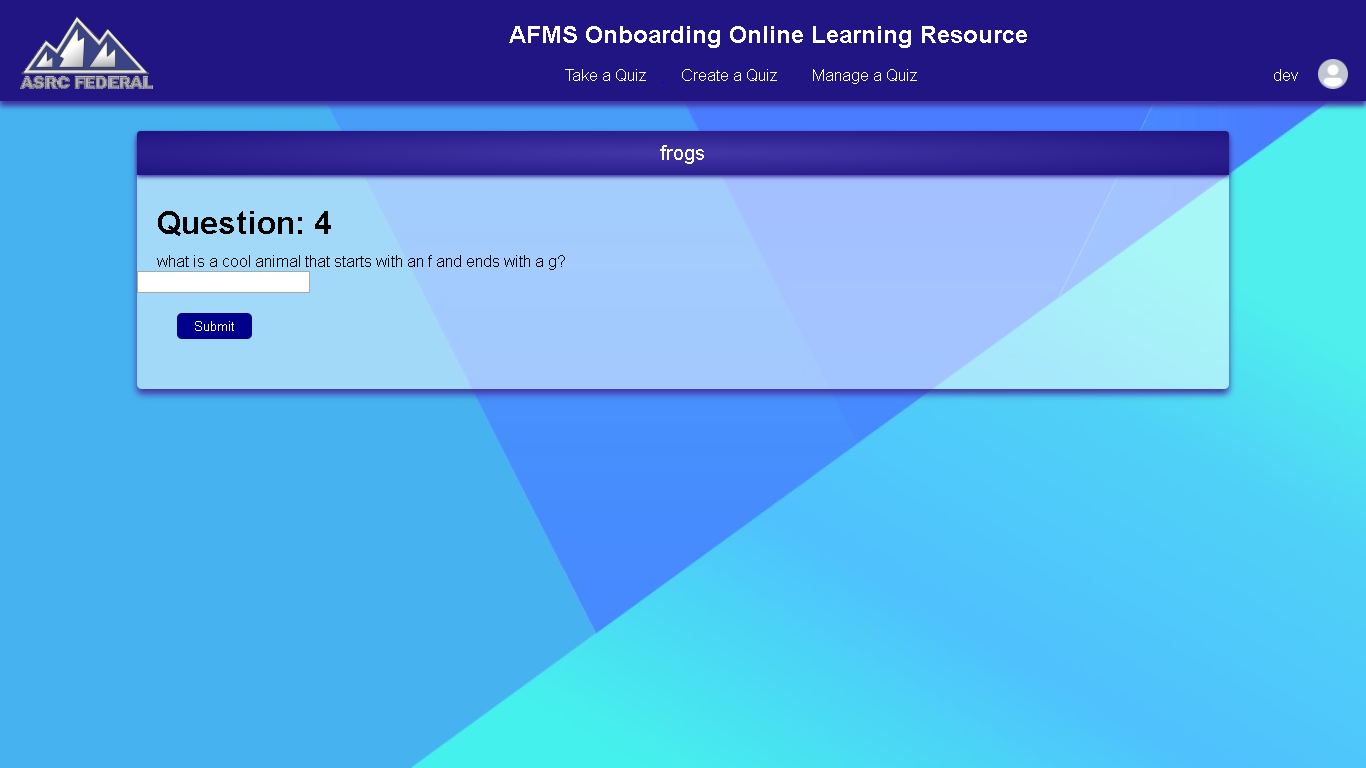 AFMS Onboarding Online Learning Resource
ASRC FEDERAL
Take a Quiz Create a Quiz Manage a Quiz dev
frogs
Question: 4
what is a cool animal that starts with an f and ends with a g?
Submit